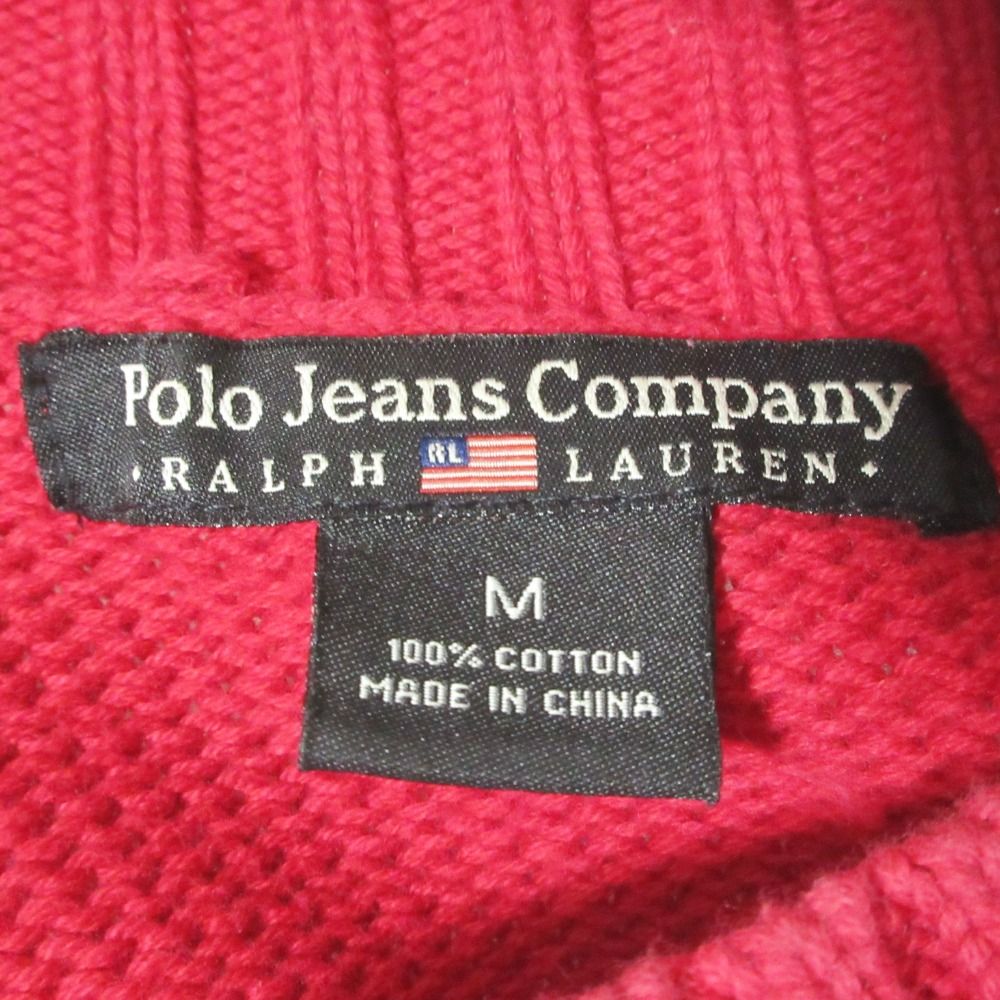 Polo Jeans Company
·RALPH RL LAUREN·
M
100% COTTON
MADE IN CHINA